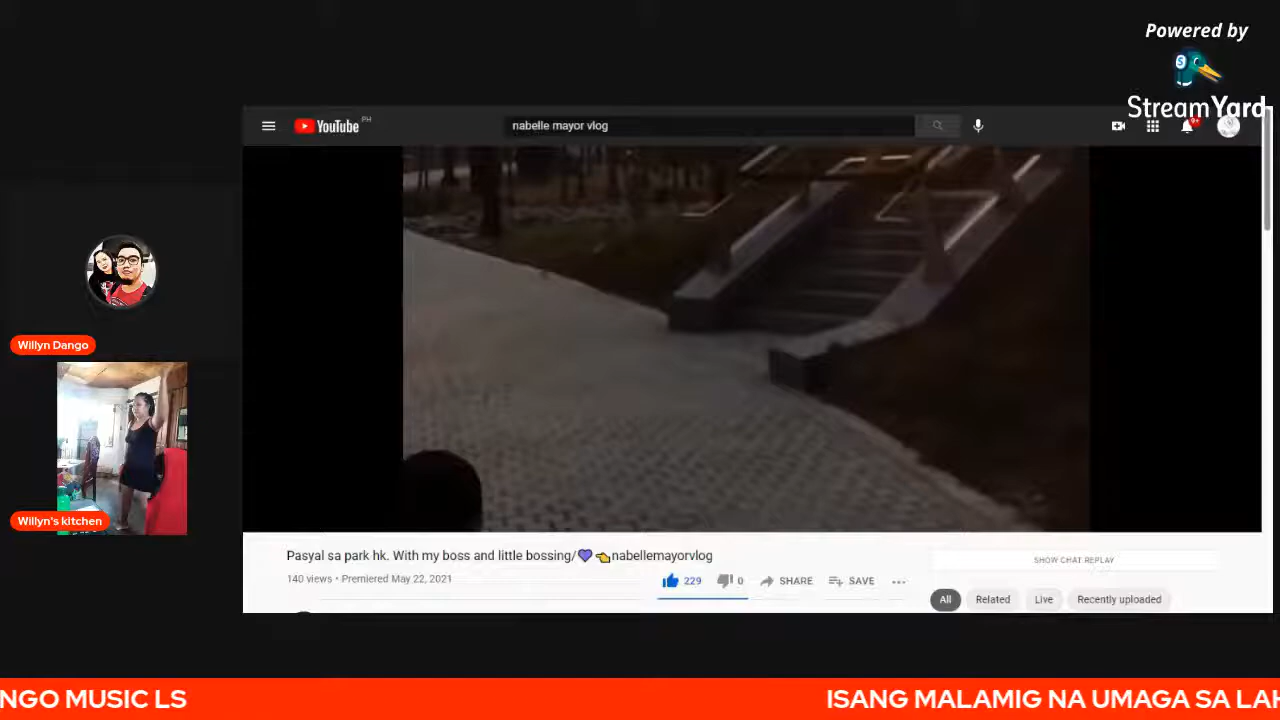 Powered by
StreamYard
YouTube PH
nabelle mayor vlog
9+
Willyn Dango
Willyn's kitchen
Pasyal sa park hk. With my boss and little bossing/💜👈nabellemayorvlog
140 views • Premiered May 22, 2021
229 0 SHARE SAVE
SHOW CHAT REPLAY
All Related Live Recently uploaded
NGO MUSIC LS ISANG MALAMIG NA UMAGA SA LAH